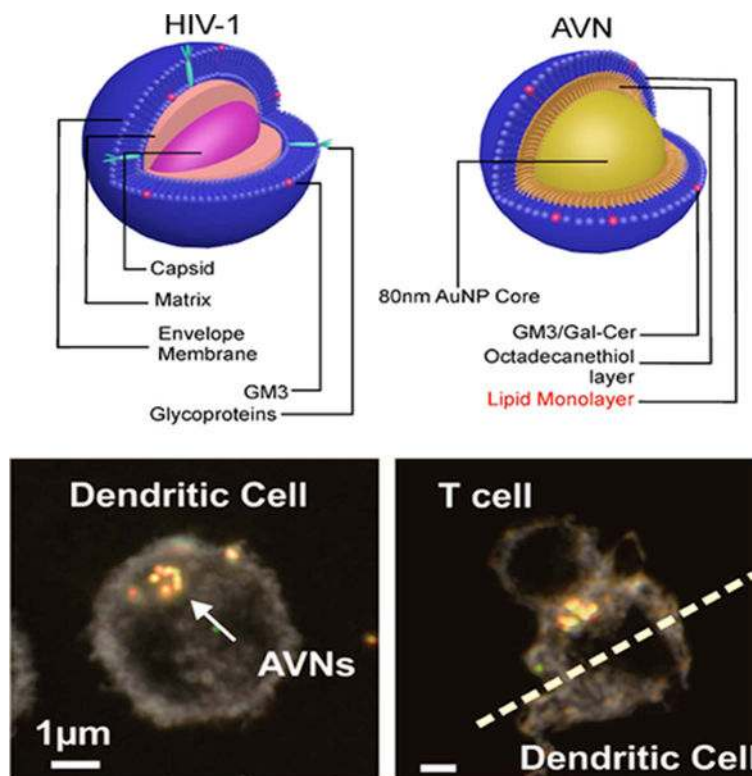 HIV-1
AVN
Capsid
Matrix
Envelope
Membrane
GM3
Glycoproteins
80nm AuNP Core
GM3/Gal-Cer
Octadecanethiol
layer
Lipid Monolayer
Dendritic Cell
AVNs
1µm
T cell
Dendritic Cell